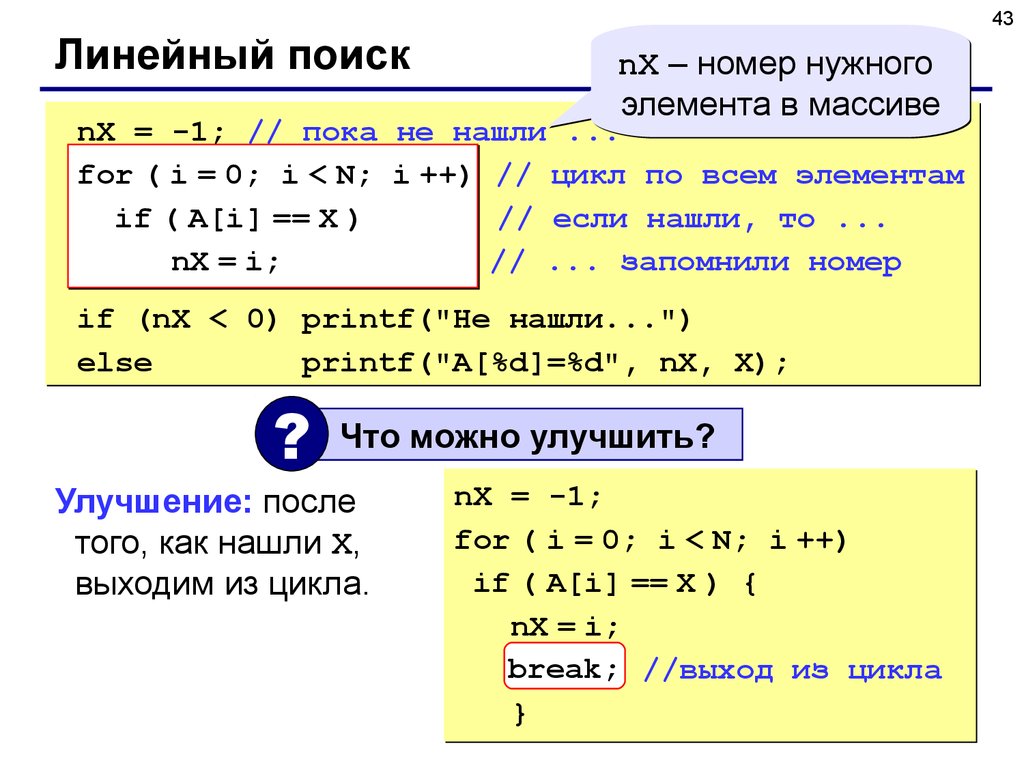 43
Линейный поиск
nX – номер нужного
элемента в массиве
nX = -1; // пока не нашли ...
for ( i = 0; i < N; i ++) // цикл по всем элементам
if ( A[i] == X ) // если нашли, то ...
nX = i; // ... запомнили номер
if (nX < 0) printf("Не нашли...")
else printf("A[%d]=%d", nX, X);
? Что можно улучшить?
Улучшение: после
того, как нашли X,
выходим из цикла.
nX = -1;
for ( i = 0; i < N; i ++)
if ( A[i] == X ) {
nX = i;
break; //выход из цикла
}